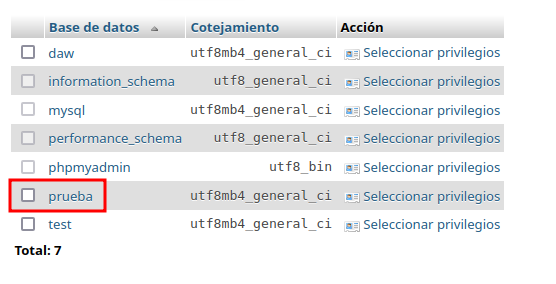 Base de datos Cotejamiento Acción
daw utf8mb4_general_ci Seleccionar privilegios
information_schema utf8_general_ci Seleccionar privilegios
mysql utf8mb4_general_ci Seleccionar privilegios
performance_schema utf8_general_ci Seleccionar privilegios
phpmyadmin utf8_bin Seleccionar privilegios
prueba utf8mb4_general_ci Seleccionar privilegios
test utf8mb4_general_ci Seleccionar privilegios
Total: 7